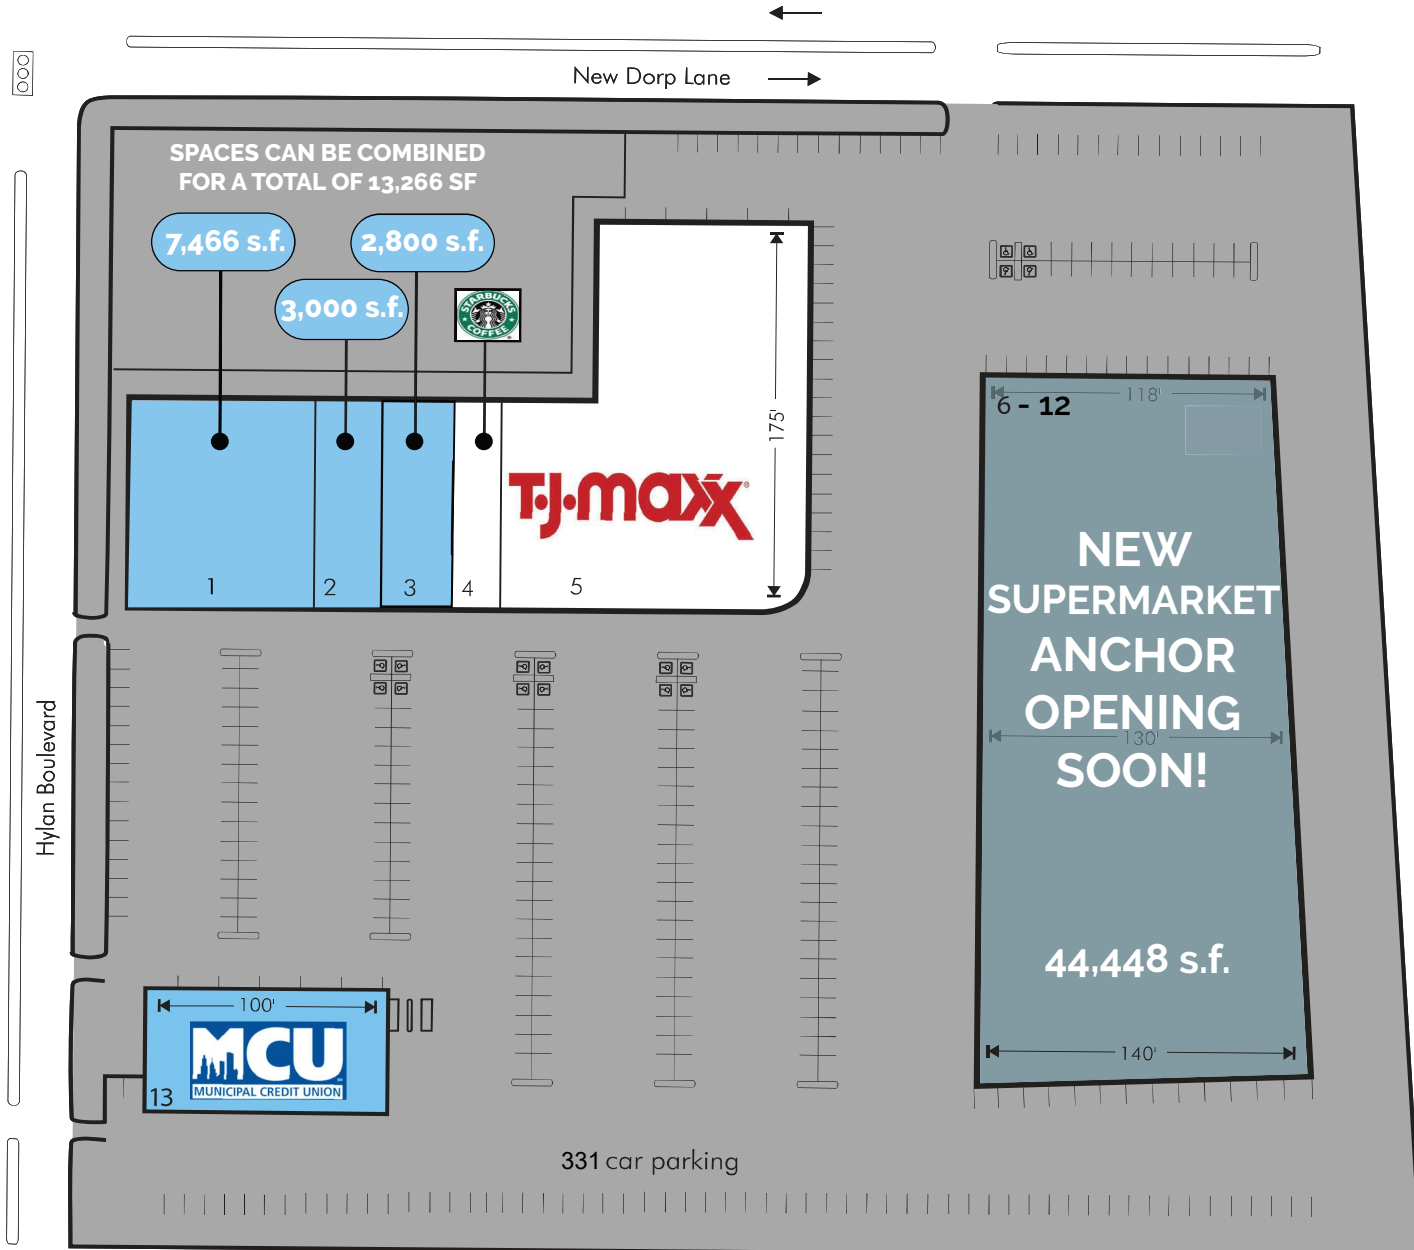 New Dorp Lane
SPACES CAN BE COMBINED
FOR A TOTAL OF 13,266 SF
7,466 s.f.
2,800 s.f.
3,000 s.f.
STARBUCKS
COFFEE
175'
118'
6 - 12
T·J·maxx
NEW
SUPERMARKET
ANCHOR
OPENING
SOON!
130'
1
2
3
4
5
Hylan Boulevard
44,448 s.f.
100'
MCU
MUNICIPAL CREDIT UNION
13
140'
331 car parking